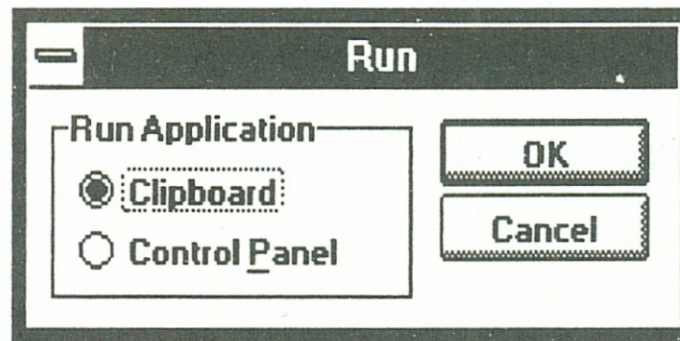 Run
Run Application
Clipboard
Control Panel
OK
Cancel